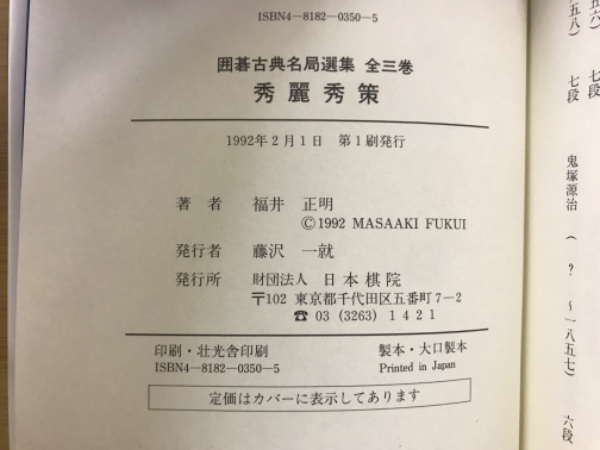 ISBN4-8182-0350-5
囲碁古典名局選集 全三巻
秀麗秀策
1992年2月1日 第1刷発行
著者 福井 正明
©1992 MASAAKI FUKUI
発行者 藤沢 一就
発行所 財団法人 日本棋院
〒102 東京都千代田区五番町7-2
☎ 03 (3263) 1421
印刷・壮光舎印刷 製本・大口製本
ISBN4-8182-0350-5 Printed in Japan
定価はカバーに表示してあります
五六) 七段
五八) 七段 鬼塚源治 ( ? 〜一八五七) 六段